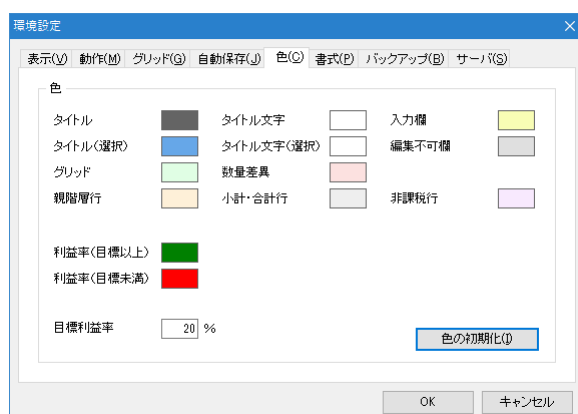 環境設定
表示(V) 動作(M) グリッド(G) 自動保存(J) 色(C) 書式(P) バックアップ(B) サーバ(S)
色
タイトル タイトル文字 入力欄
タイトル(選択) タイトル文字(選択) 編集不可欄
グリッド 数量差異
親階層行 小計・合計行 非課税行
利益率(目標以上)
利益率(目標未満)
目標利益率 20 %
色の初期化(I)
OK キャンセル